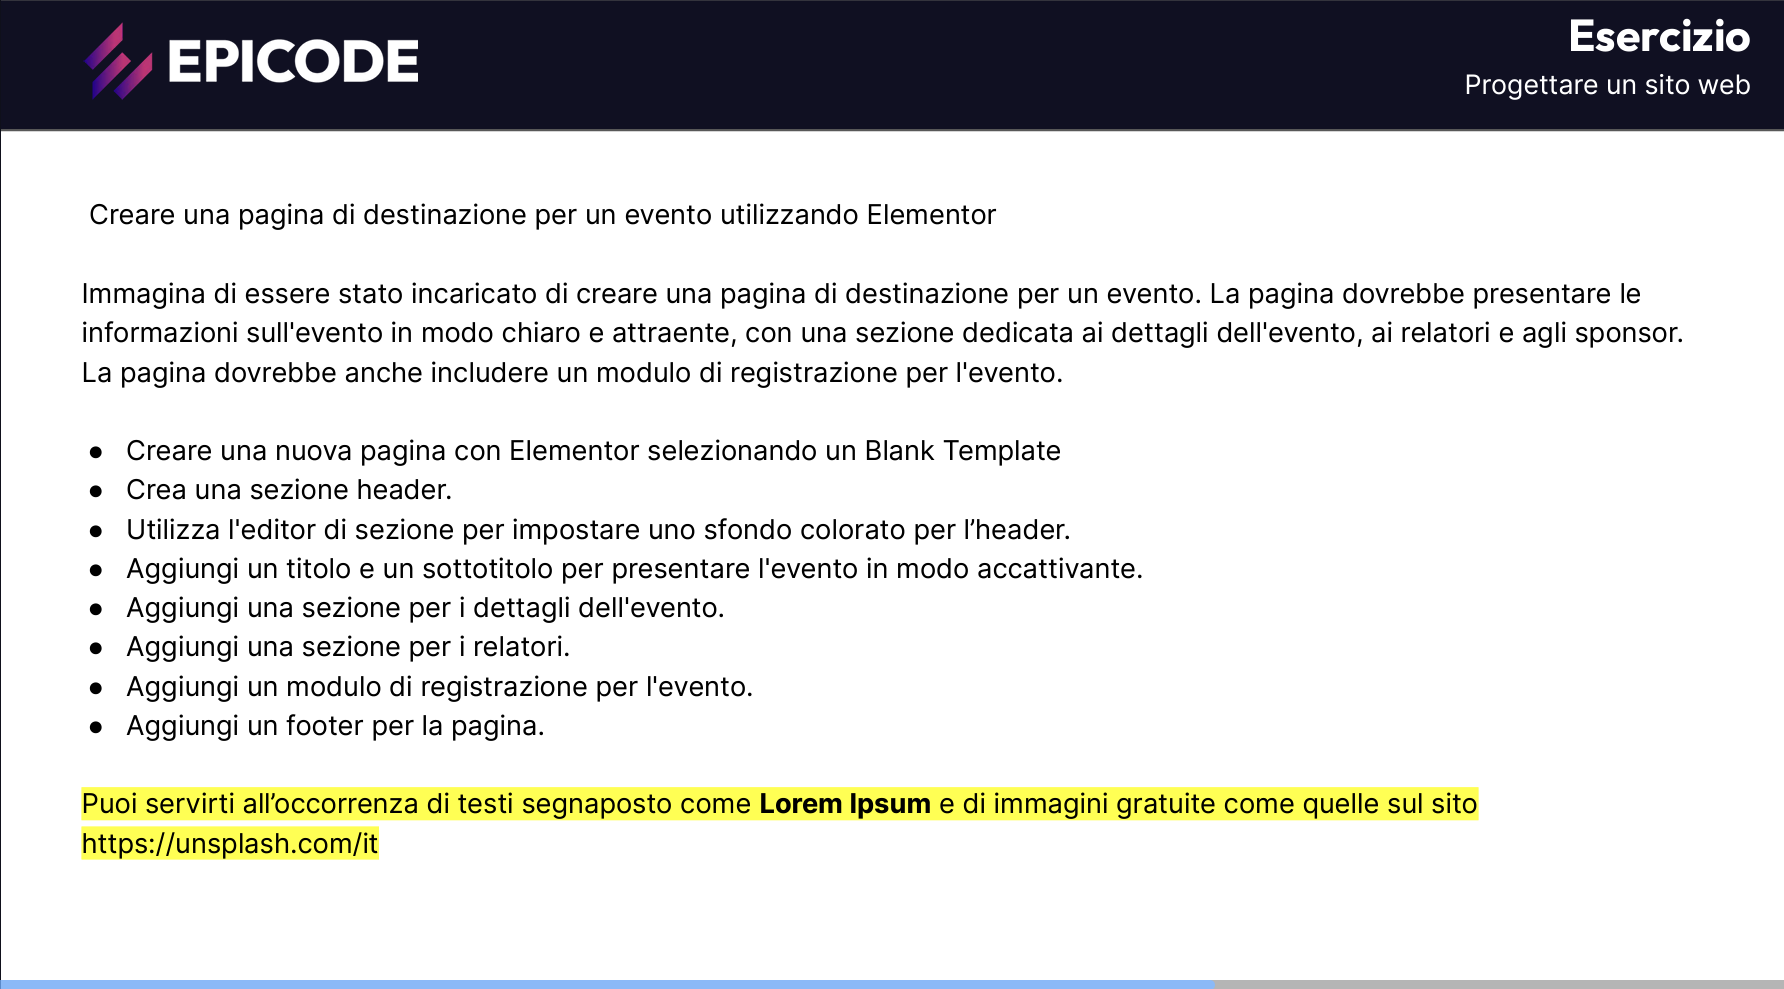 EPICODE
Esercizio
Progettare un sito web
Creare una pagina di destinazione per un evento utilizzando Elementor
Immagina di essere stato incaricato di creare una pagina di destinazione per un evento. La pagina dovrebbe presentare le
informazioni sull'evento in modo chiaro e attraente, con una sezione dedicata ai dettagli dell'evento, ai relatori e agli sponsor.
La pagina dovrebbe anche includere un modulo di registrazione per l'evento.
● Creare una nuova pagina con Elementor selezionando un Blank Template
● Crea una sezione header.
● Utilizza l'editor di sezione per impostare uno sfondo colorato per l’header.
● Aggiungi un titolo e un sottotitolo per presentare l'evento in modo accattivante.
● Aggiungi una sezione per i dettagli dell'evento.
● Aggiungi una sezione per i relatori.
● Aggiungi un modulo di registrazione per l'evento.
● Aggiungi un footer per la pagina.
Puoi servirti all’occorrenza di testi segnaposto come Lorem Ipsum e di immagini gratuite come quelle sul sito
https://unsplash.com/it